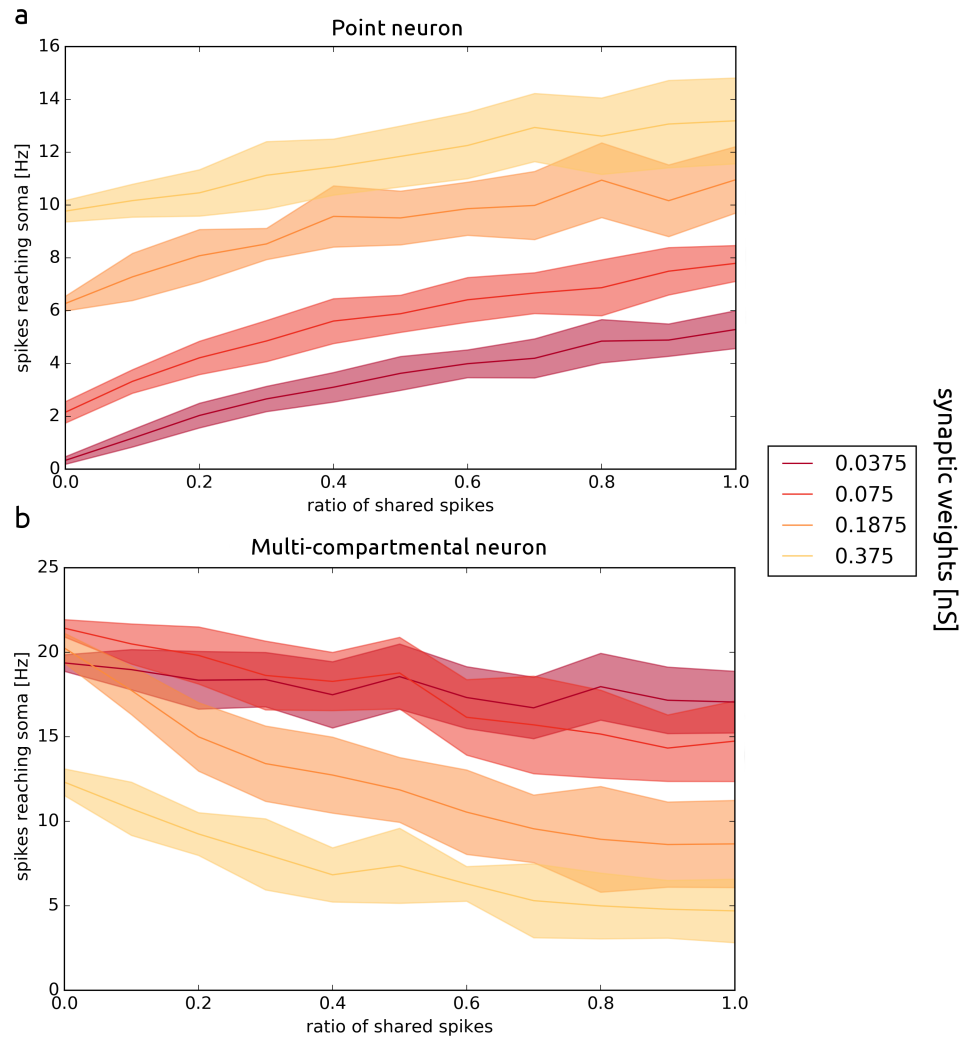 a
Point neuron
16
14
12
10
8
6
4
2
0
spikes reaching soma [Hz]
0.0 0.2 0.4 0.6 0.8 1.0
ratio of shared spikes
b
Multi-compartmental neuron
25
20
15
10
5
0
spikes reaching soma [Hz]
0.0 0.2 0.4 0.6 0.8 1.0
ratio of shared spikes
0.0375
0.075
0.1875
0.375
synaptic weights [nS]